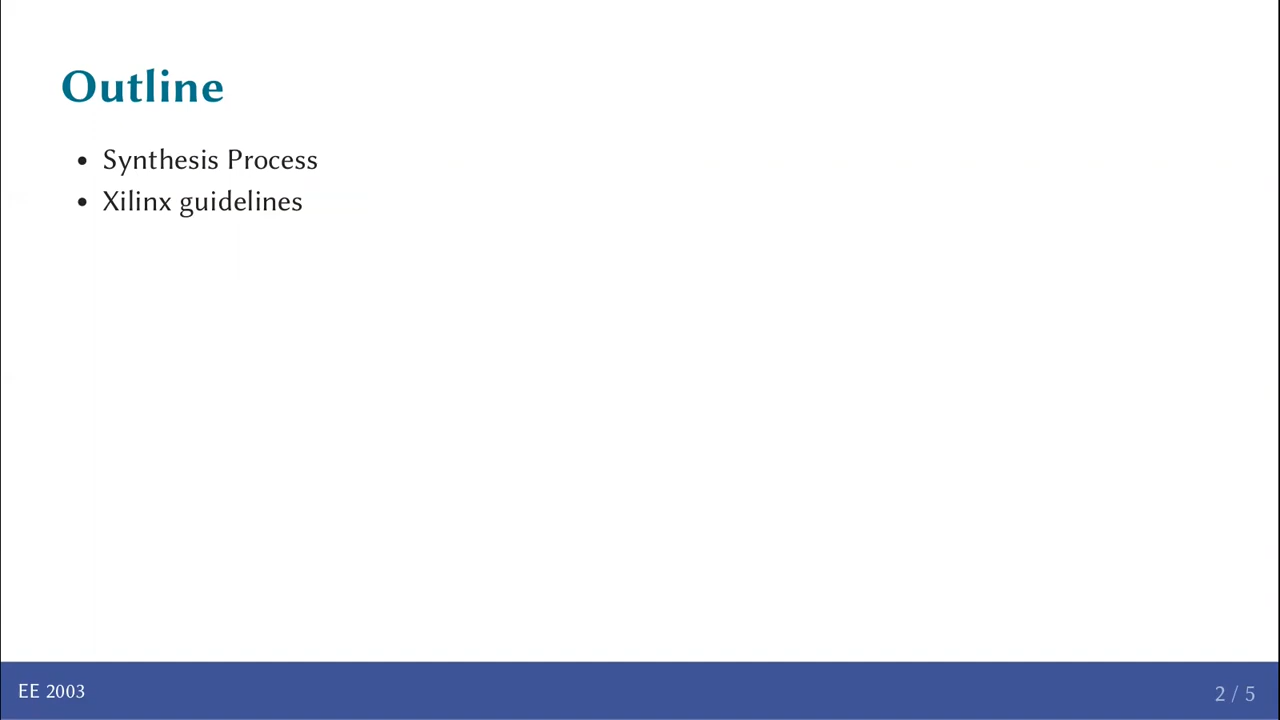 Outline
• Synthesis Process
• Xilinx guidelines
EE 2003
2 / 5